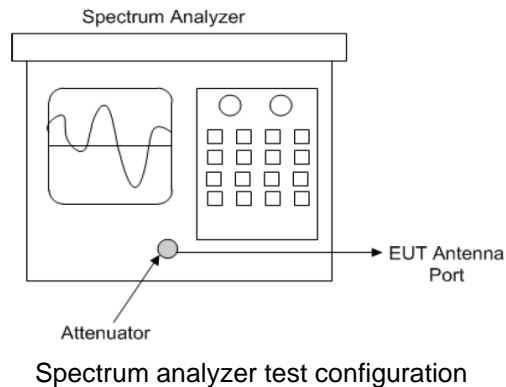 Spectrum Analyzer
EUT Antenna
Port
Attenuator
Spectrum analyzer test configuration